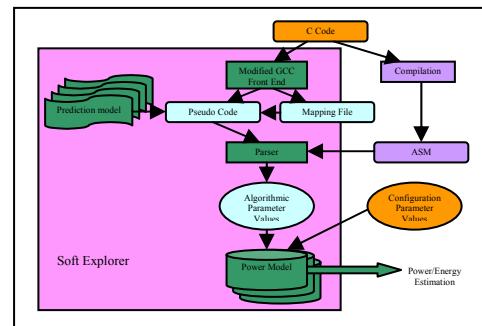 C Code
Modified GCC
Front End
Compilation
Prediction model
Pseudo Code
Mapping File
Parser
ASM
Algorithmic
Parameter
Values
Configuration
Parameter
Values
Soft Explorer
Power Model
Power/Energy
Estimation